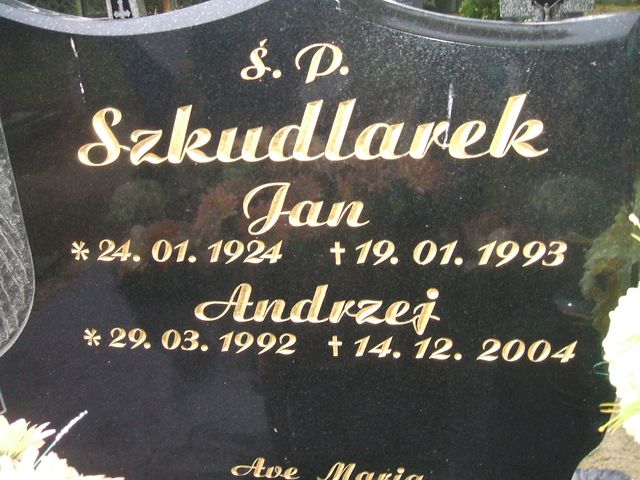 Ś. P.
Szkudlarek
Jan
* 24. 01. 1924 † 19. 01. 1993
Andrzej
* 29. 03. 1992 † 14. 12. 2004
Ave Maria